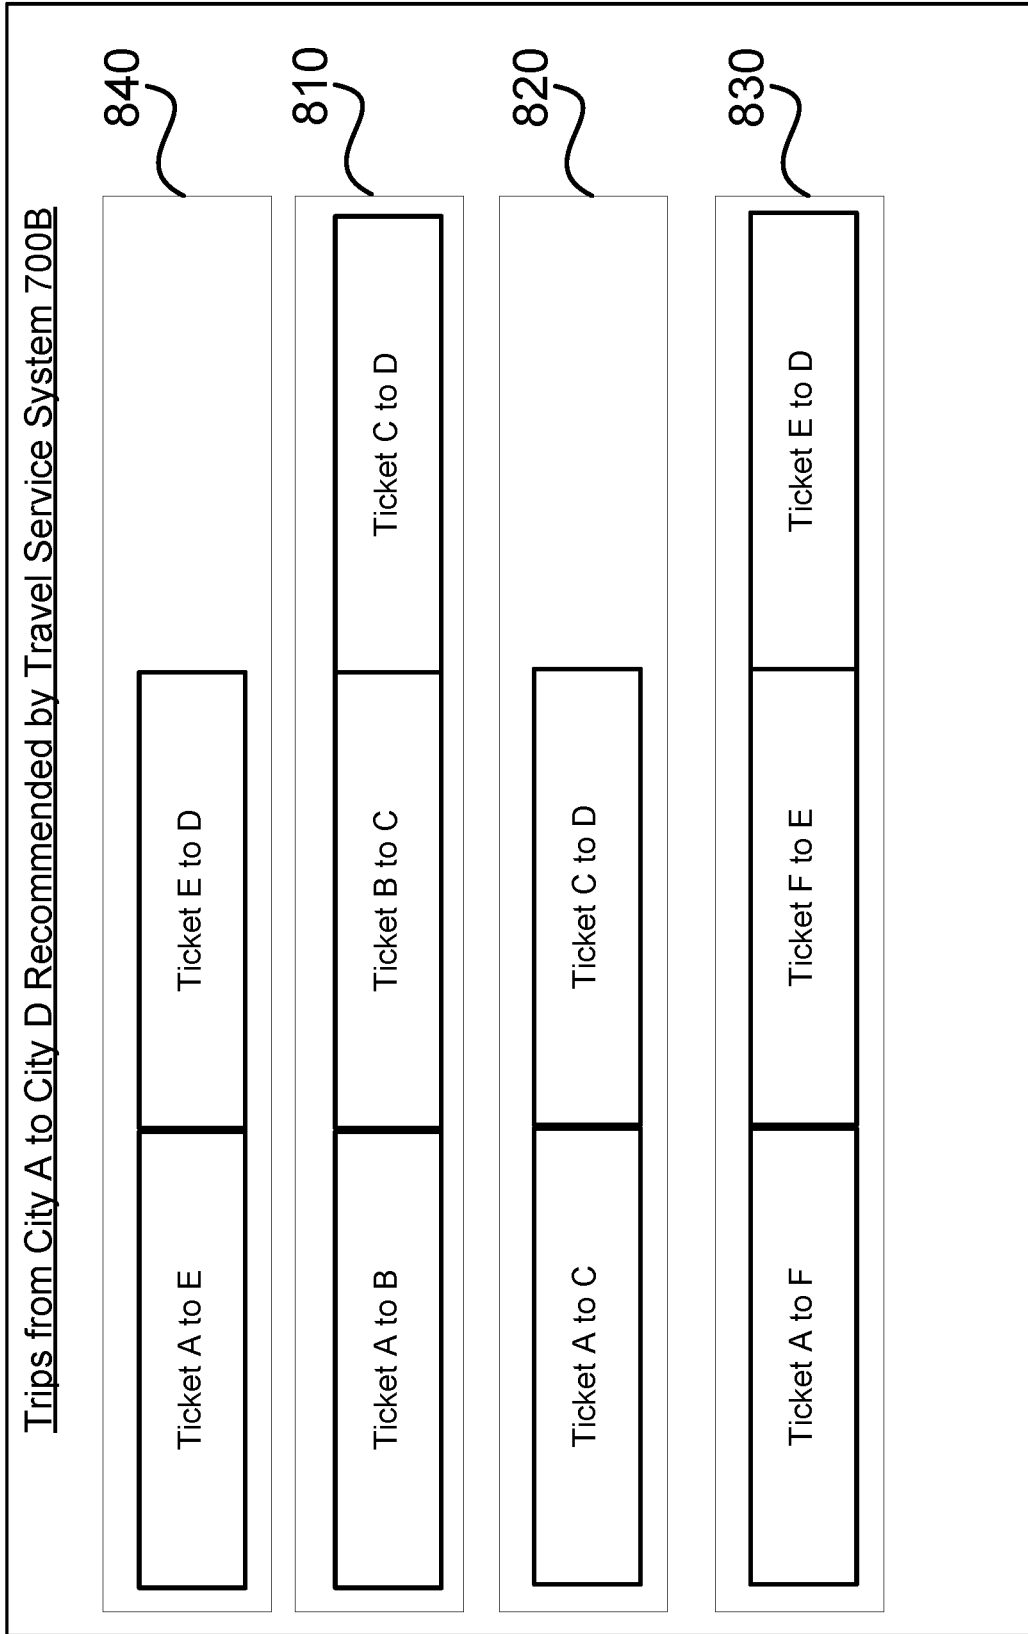 Trips from City A to City D Recommended by Travel Service System 700B
Ticket A to E
Ticket E to D
840
Ticket A to B
Ticket B to C
Ticket C to D
810
Ticket A to C
Ticket C to D
820
Ticket A to F
Ticket F to E
Ticket E to D
830